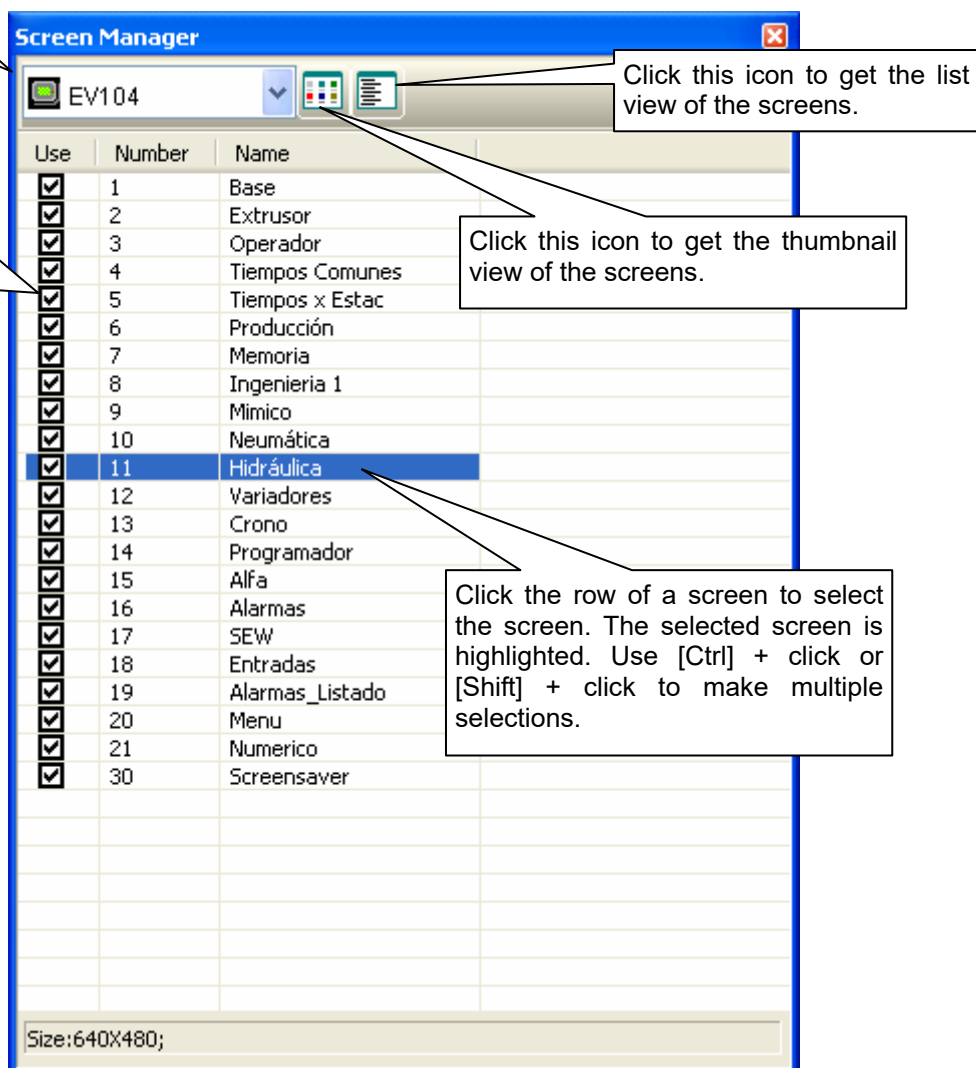 Screen Manager
EV104
Click this icon to get the list
view of the screens.
Use Number Name
1 Base
2 Extrusor
3 Operador
4 Tiempos Comunes
5 Tiempos x Estac
6 Producción
7 Memoria
8 Ingenieria 1
9 Mimico
10 Neumática
11 Hidráulica
12 Variadores
13 Crono
14 Programador
15 Alfa
16 Alarmas
17 SEW
18 Entradas
19 Alarmas_Listado
20 Menu
21 Numerico
30 Screensaver
Click this icon to get the thumbnail
view of the screens.
Click the row of a screen to select
the screen. The selected screen is
highlighted. Use [Ctrl] + click or
[Shift] + click to make multiple
selections.
Size:640X480;